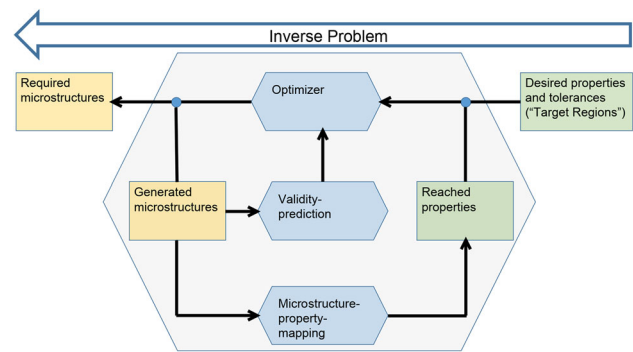 Inverse Problem
Required
microstructures
Optimizer
Desired properties
and tolerances
("Target Regions")
Generated
microstructures
Validity-
prediction
Reached
properties
Microstructure-
property-
mapping